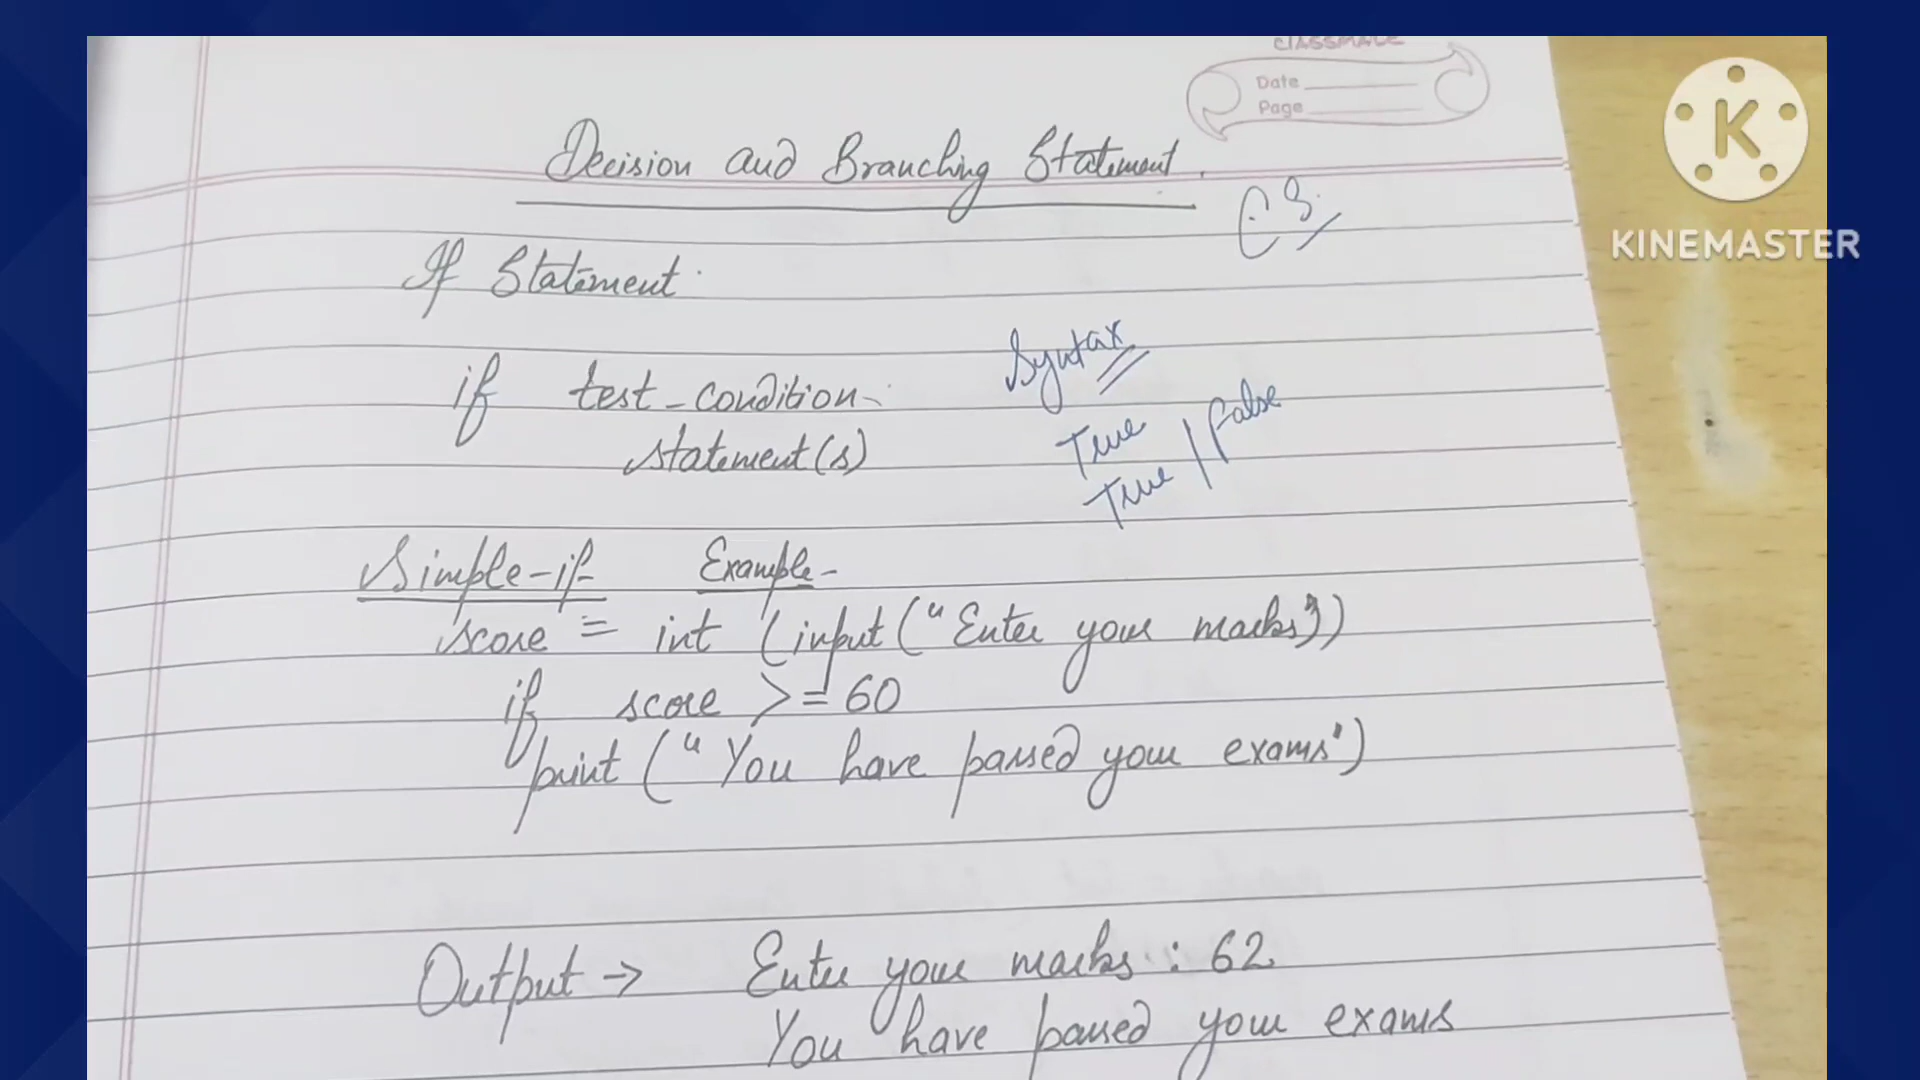 CLASSMATE
Date
Page
Decision and Branching Statement.
If Statement
Syntax
if test_condition
True
statement(s)
True / False
Simple-if Example-
score = int (input("Enter your marks"))
if score >= 60
print ("You have passed your exams")
Output → Enter your marks : 62
You have passed your exams
K
KINEMASTER